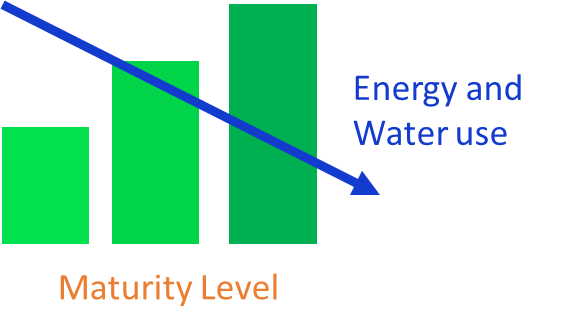 Energy and
Water use
Maturity Level